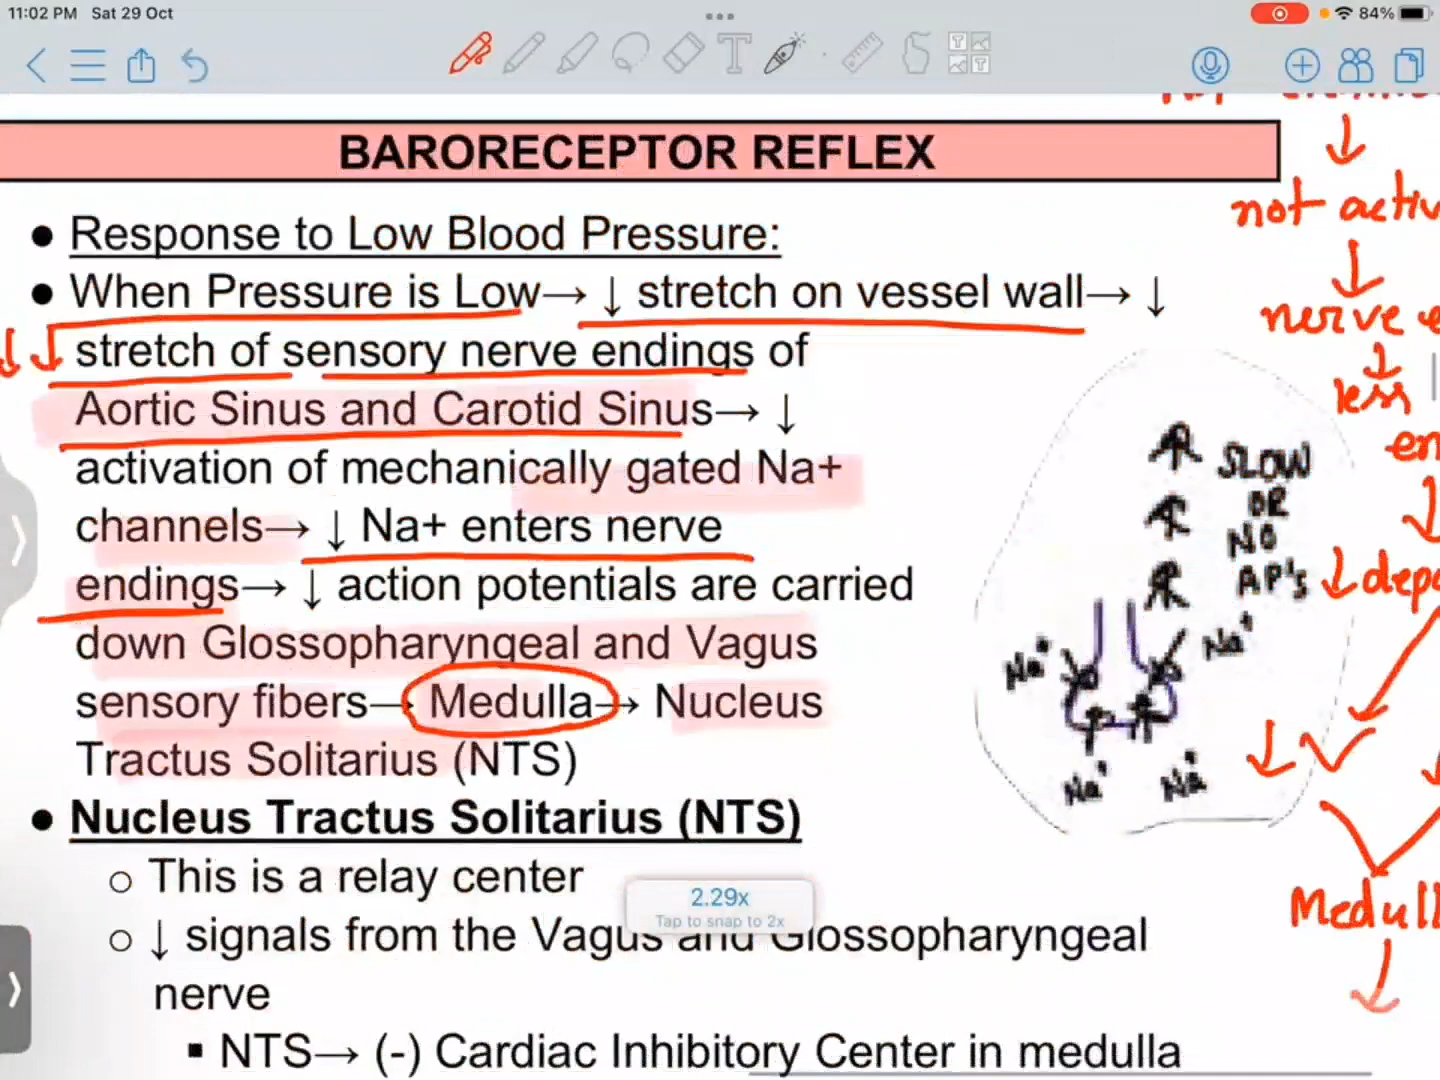 11:02 PM Sat 29 Oct
84%
BARORECEPTOR REFLEX
● Response to Low Blood Pressure:
● When Pressure is Low→ ↓ stretch on vessel wall→ ↓
stretch of sensory nerve endings of
Aortic Sinus and Carotid Sinus→ ↓
activation of mechanically gated Na+
channels→ ↓ Na+ enters nerve
endings→ ↓ action potentials are carried
down Glossopharyngeal and Vagus
sensory fibers→ Medulla→ Nucleus
Tractus Solitarius (NTS)
● Nucleus Tractus Solitarius (NTS)
○ This is a relay center
2.29x
Tap to snap to 2x
○ ↓ signals from the Vagus and Glossopharyngeal
nerve
▪ NTS→ (-) Cardiac Inhibitory Center in medulla
SLOW
OR
NO
AP's
Na+
Na+
Na+
Na+
↓
not activ
↓
nerve e
↓
less
en
↓
↓ depo
↓
Medull
↓